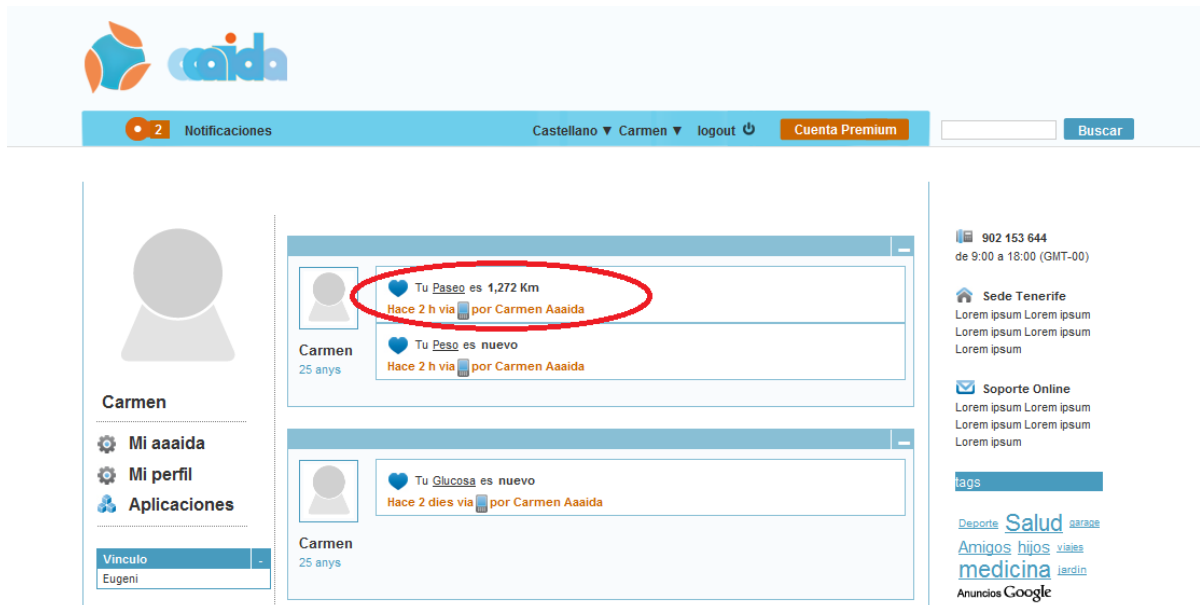 aaaida
2 Notificaciones
Castellano ▼ Carmen ▼ logout
Cuenta Premium
Buscar
Carmen
Mi aaaida
Mi perfil
Aplicaciones
Vinculo -
Eugeni
Tu Paseo es 1,272 Km
Hace 2 h via por Carmen Aaaida
Tu Peso es nuevo
Hace 2 h via por Carmen Aaaida
Carmen
25 anys
Tu Glucosa es nuevo
Hace 2 dies via por Carmen Aaaida
Carmen
25 anys
902 153 644
de 9:00 a 18:00 (GMT-00)
Sede Tenerife
Lorem ipsum Lorem ipsum
Lorem ipsum Lorem ipsum
Lorem ipsum
Soporte Online
Lorem ipsum Lorem ipsum
Lorem ipsum Lorem ipsum
Lorem ipsum
tags
Deporte Salud garage
Amigos hijos viajes
medicina jardin
Anuncios Google